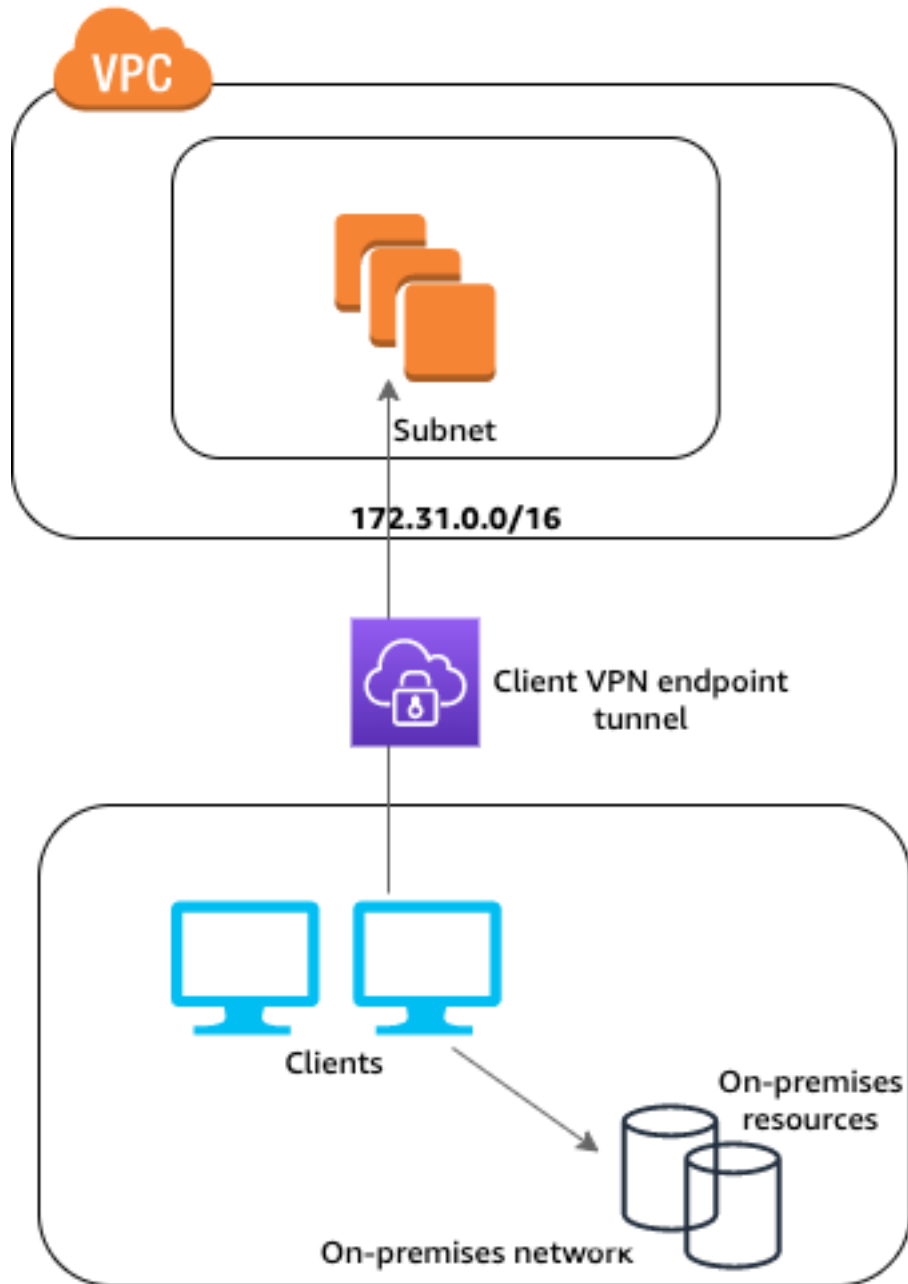 VPC
Subnet
172.31.0.0/16
Client VPN endpoint
tunnel
Clients
On-premises
resources
On-premises network